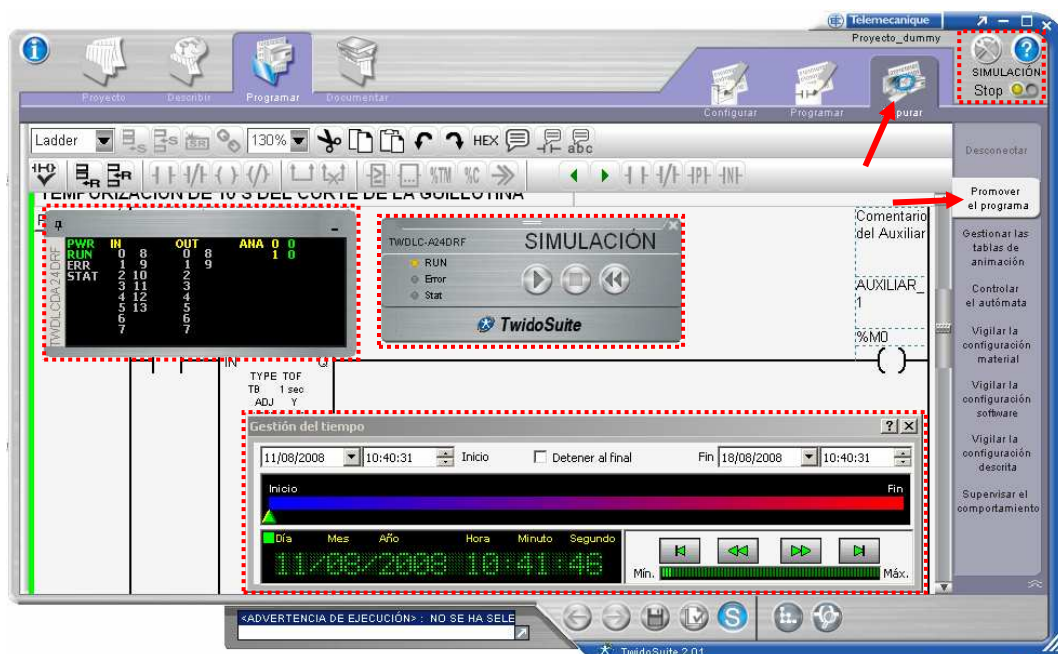 Telemecanique
Proyecto_dummy
SIMULACIÓN
Stop
Proyecto
Describir
Programar
Documentar
Configurar
Programar
Ladder
130%
HEX
abc
%TM
%C
TEMPORIZACIÓN DE 10 S DEL CORTE DE LA GUILLOTINA
Desconectar
Promover
el programa
Gestionar las
tablas de
animación
Controlar
el autómata
Vigilar la
configuración
material
Vigilar la
configuración
software
Vigilar la
configuración
descrita
Supervisar el
comportamiento
TWDLCDA24DRF
PWR IN OUT ANA 0 0
RUN 0 8 0 8 1 0
ERR 1 9 1 9
STAT 2 10 2
3 11 3
4 12 4
5 13 5
6 6
7 7
TWDLC-A24DRF
SIMULACIÓN
RUN
Error
Stat
TwidoSuite
Comentario
del Auxiliar
AUXILIAR_
1
%M0
IN Q
TYPE TOF
TB 1 sec
ADJ Y
Gestión del tiempo
11/08/2008 10:40:31 Inicio Detener al final Fin 18/08/2008 10:40:31
Inicio Fin
Día Mes Año Hora Minuto Segundo
11/08/2008 10:41:46
Mín. Máx.
<ADVERTENCIA DE EJECUCIÓN> : NO SE HA SELE
TwidoSuite 2.01